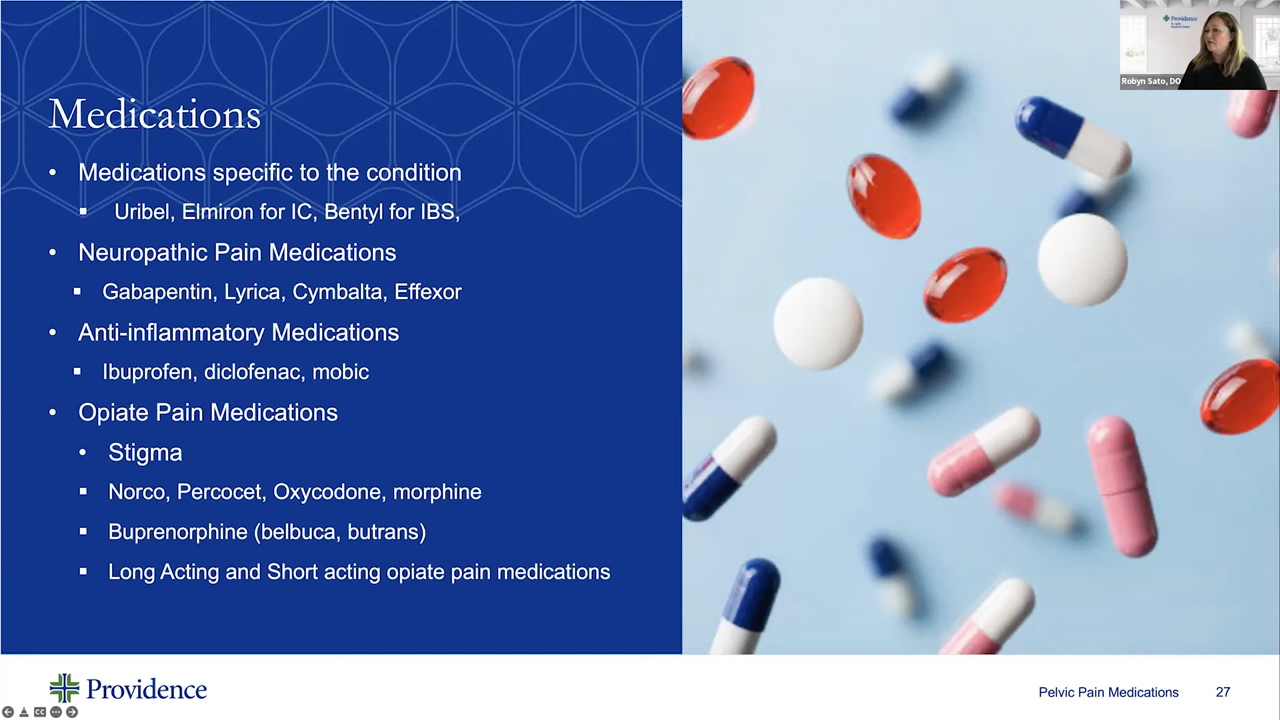 Providence
Robyn Sato, DO
Medications
• Medications specific to the condition
▪ Uribel, Elmiron for IC, Bentyl for IBS,
• Neuropathic Pain Medications
▪ Gabapentin, Lyrica, Cymbalta, Effexor
• Anti-inflammatory Medications
▪ Ibuprofen, diclofenac, mobic
• Opiate Pain Medications
• Stigma
▪ Norco, Percocet, Oxycodone, morphine
▪ Buprenorphine (belbuca, butrans)
▪ Long Acting and Short acting opiate pain medications
Providence
Pelvic Pain Medications 27
CC